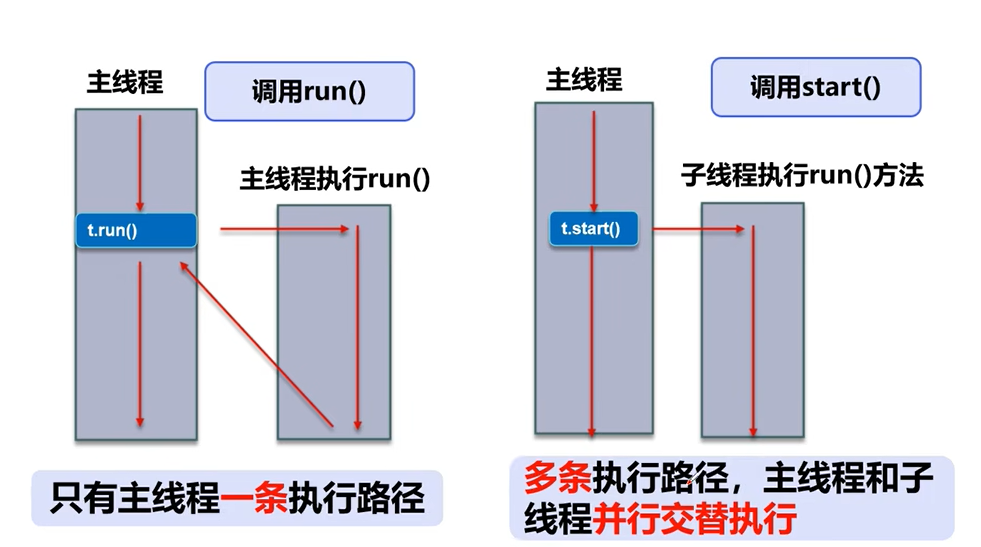 主线程
调用run()
主线程执行run()
t.run()
只有主线程一条执行路径
主线程
调用start()
子线程执行run()方法
t.start()
多条执行路径，主线程和子
线程并行交替执行